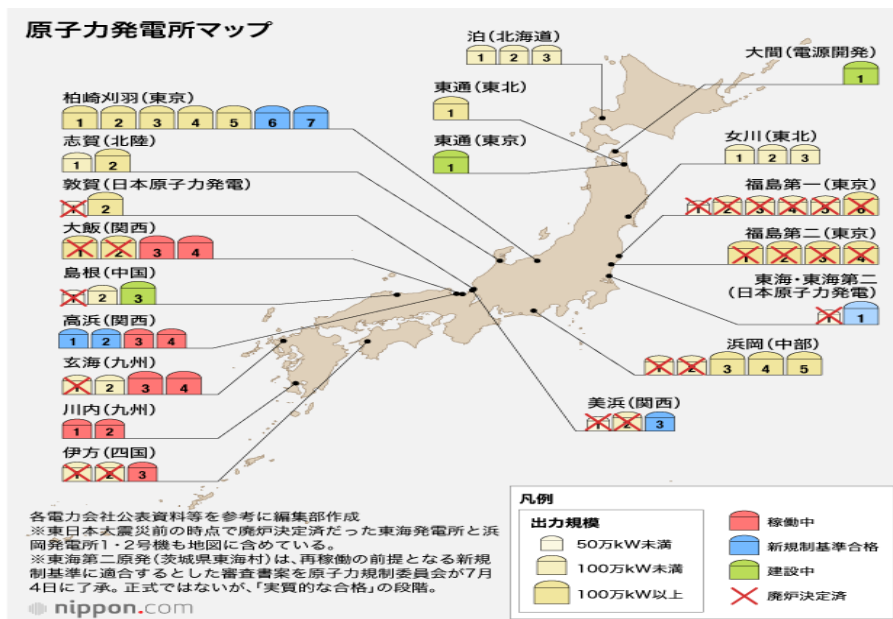 原子力発電所マップ
泊(北海道)
1 2 3
大間(電源開発)
1
東通(東北)
1
柏崎刈羽(東京)
1 2 3 4 5 6 7
東通(東京)
1
女川(東北)
1 2 3
志賀(北陸)
1 2
福島第一(東京)
1 2 3 4 5 6
敦賀(日本原子力発電)
1 2
福島第二(東京)
1 2 3 4
大飯(関西)
1 2 3 4
東海・東海第二
(日本原子力発電)
1 1
島根(中国)
1 2 3
高浜(関西)
1 2 3 4
浜岡(中部)
1 2 3 4 5
玄海(九州)
1 2 3 4
美浜(関西)
1 2 3
川内(九州)
1 2
伊方(四国)
1 2 3
各電力会社公表資料等を参考に編集部作成
※東日本大震災前の時点で廃炉決定済だった東海発電所と浜
岡発電所1・2号機も地図に含めている。
※東海第二原発(茨城県東海村)は、再稼働の前提となる新規
制基準に適合するとした審査書案を原子力規制委員会が7月
4日に了承。正式ではないが、「実質的な合格」の段階。
nippon.com
凡例
出力規模
50万kW未満
100万kW未満
100万kW以上
稼働中
新規制基準合格
建設中
廃炉決定済